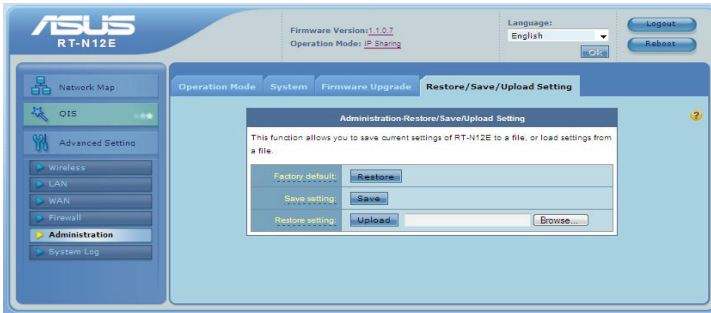 ASUS
RT-N12E
Firmware Version:1.1.0.7
Operation Mode: IP Sharing
Language:
English
Ok
Logout
Reboot
Network Map
QIS
Advanced Setting
Wireless
LAN
WAN
Firewall
Administration
System Log
Operation Mode System Firmware Upgrade Restore/Save/Upload Setting
Administration-Restore/Save/Upload Setting
This function allows you to save current settings of RT-N12E to a file, or load settings from
a file.
Factory default: Restore
Save setting: Save
Restore setting: Upload Browse...
?